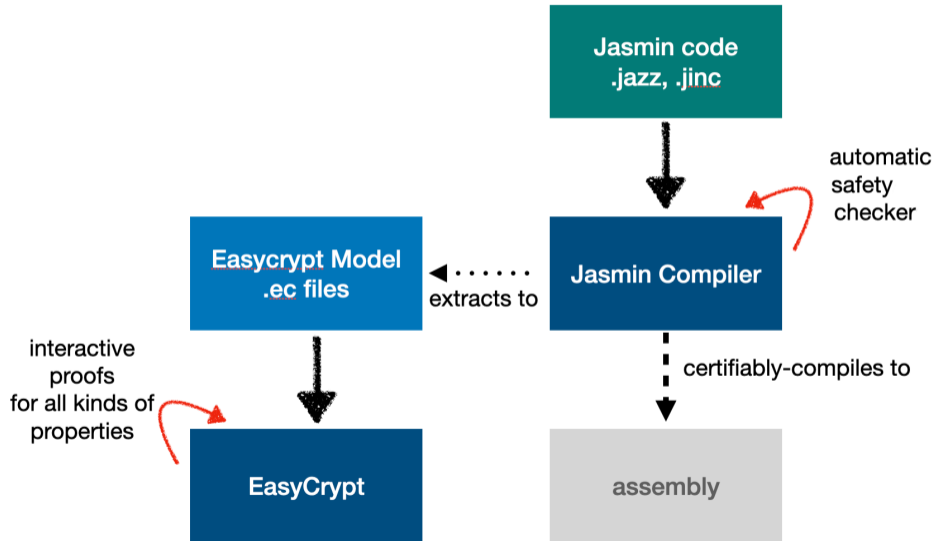 Jasmin code
.jazz, .jinc
automatic
safety
checker
Easycrypt Model
.ec files
extracts to
Jasmin Compiler
interactive
proofs
for all kinds of
properties
certifiably-compiles to
EasyCrypt
assembly